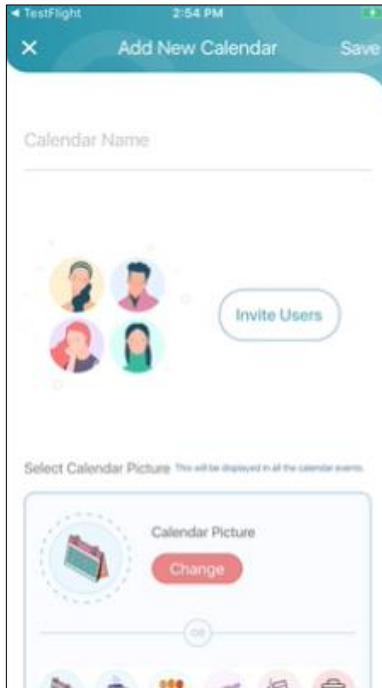 ◀ TestFlight 2:54 PM
× Add New Calendar Save
Calendar Name
Invite Users
Select Calendar Picture This will be displayed in all the calendar events.
Calendar Picture
Change
OR